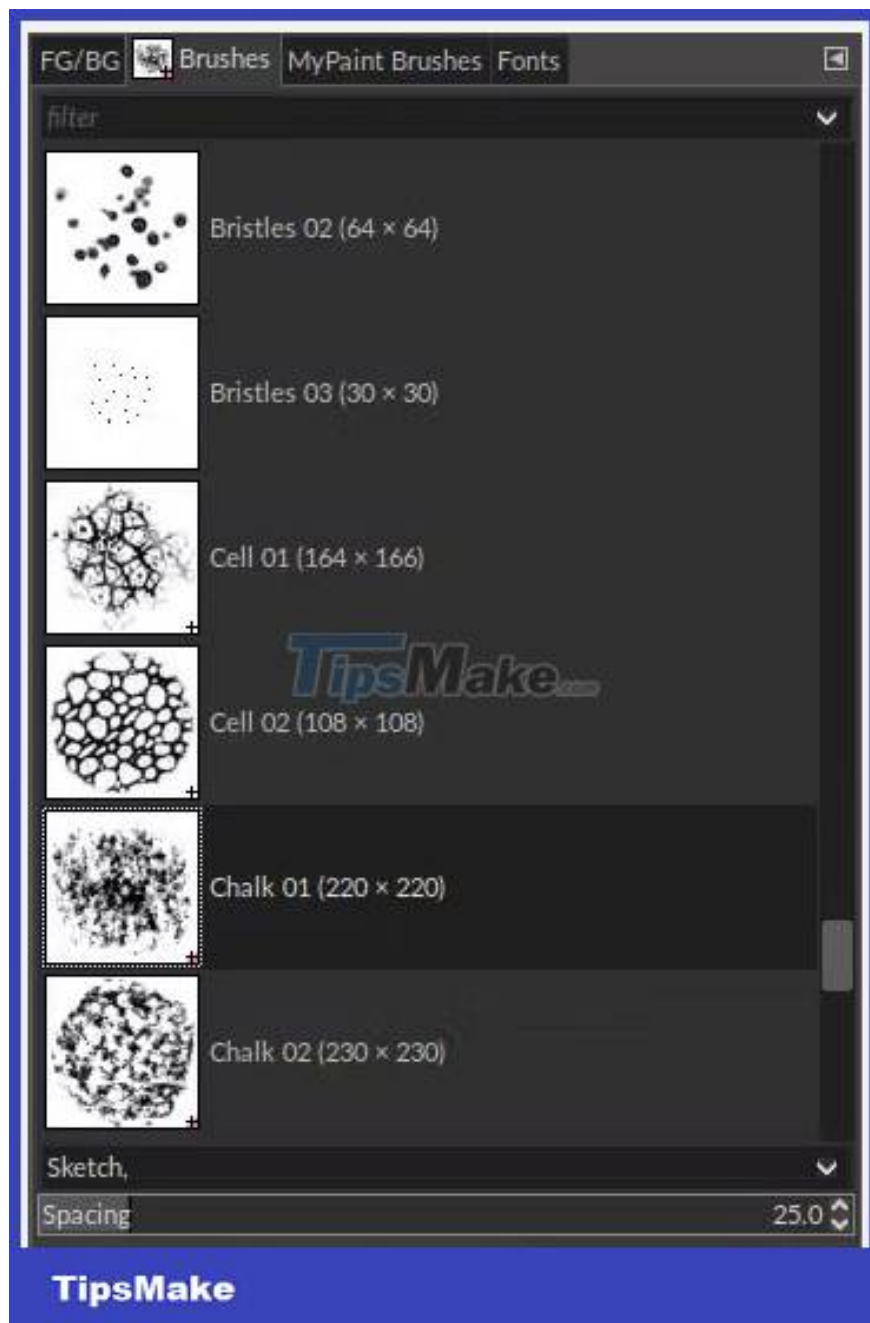 FG/BG Brushes MyPaint Brushes Fonts
filter
Bristles 02 (64 × 64)
Bristles 03 (30 × 30)
Cell 01 (164 × 166)
TipsMake.com
Cell 02 (108 × 108)
Chalk 01 (220 × 220)
Chalk 02 (230 × 230)
Sketch,
Spacing 25.0
TipsMake